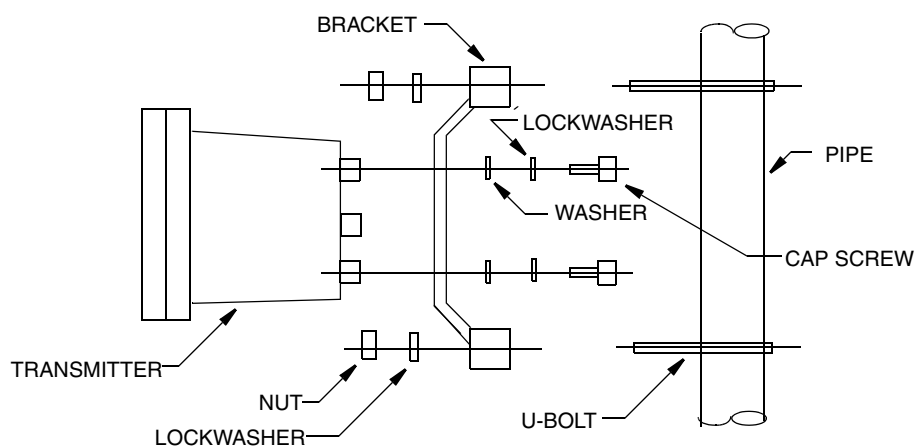 BRACKET
LOCKWASHER
PIPE
WASHER
CAP SCREW
TRANSMITTER
NUT
U-BOLT
LOCKWASHER